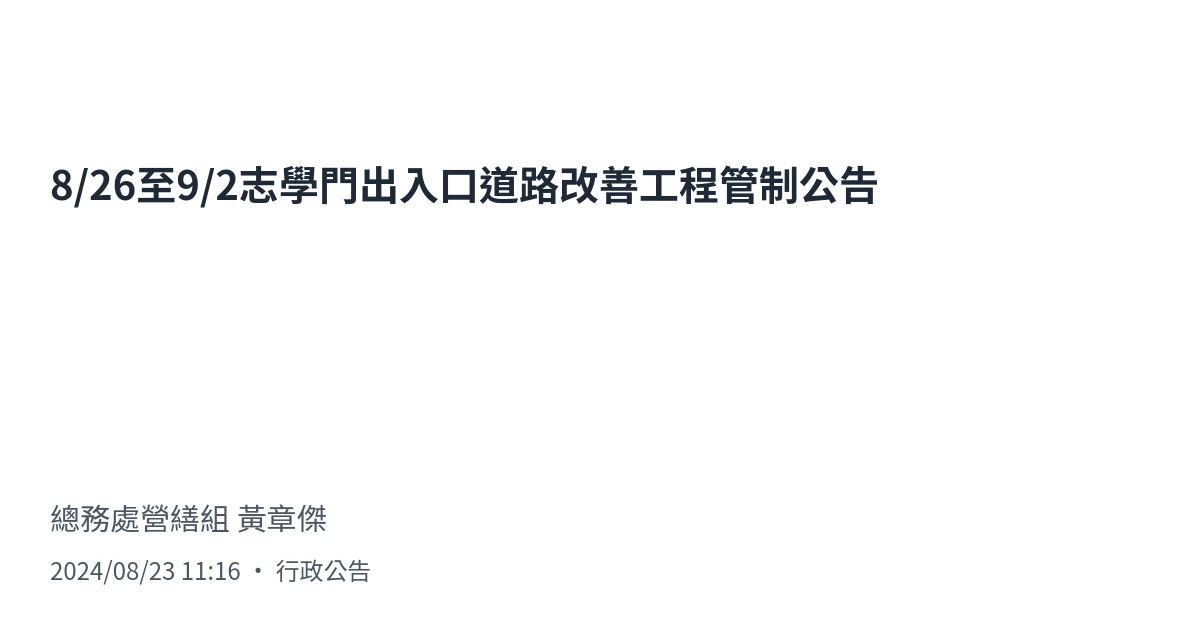 8/26至9/2志學門出入口道路改善工程管制公告
總務處營繕組 黃章傑
2024/08/23 11:16 • 行政公告